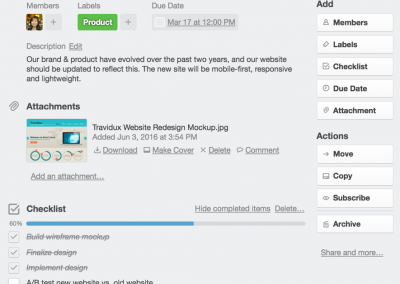 Members Labels Due Date
Product
Mar 17 at 12:00 PM
Description Edit
Our brand & product have evolved over the past two years, and our website
should be updated to reflect this. The new site will be mobile-first, responsive
and lightweight.
Attachments
Travidux Website Redesign Mockup.jpg
Added Jun 3, 2016 at 3:54 PM
Download Make Cover Delete Comment
Add an attachment…
Checklist Hide completed items Delete…
60%
Build wireframe mockup
Finalize design
Implement design
A/B test new website vs. old website
Add
Members
Labels
Checklist
Due Date
Attachment
Actions
Move
Copy
Subscribe
Archive
Share and more…